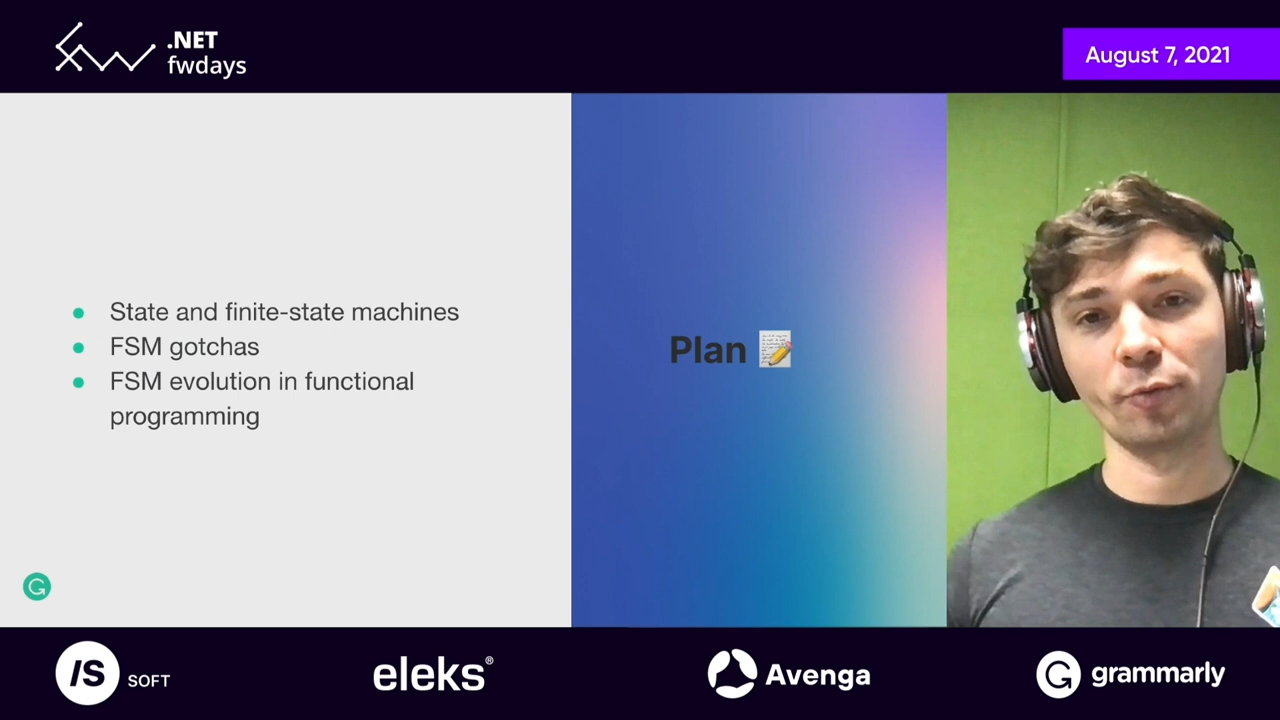 .NET
fwdays
August 7, 2021
State and finite-state machines
FSM gotchas
FSM evolution in functional
programming
Plan
IS SOFT
eleks®
Avenga
grammarly